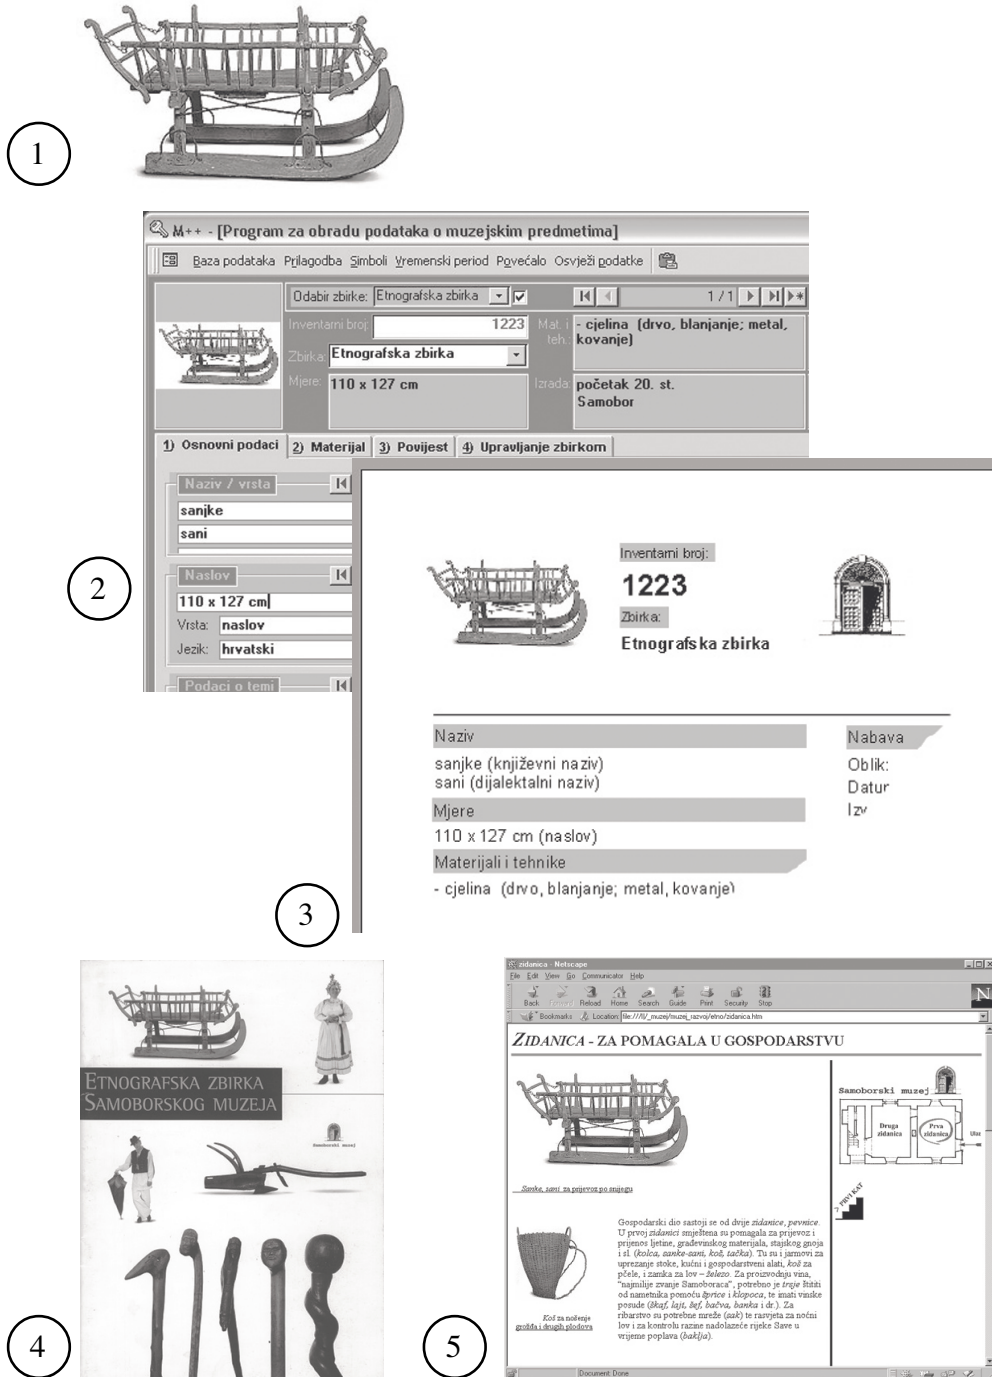 1
M++ - [Program za obradu podataka o muzejskim predmetima]
Baza podataka Prilagodba Simboli Vremenski period Povećalo Osvježi podatke
Odabir zbirke: Etnografska zbirka
1 / 1
Inventarni broj: 1223
Mat. i teh.: - cjelina (drvo, blanjanje; metal, kovanje)
Zbirka: Etnografska zbirka
Mjere: 110 x 127 cm
Izrada: početak 20. st.
Samobor
1) Osnovni podaci 2) Materijal 3) Povijest 4) Upravljanje zbirkom
Naziv / vrsta
sanjke
sani
2
Naslov
110 x 127 cm
Vrsta: naslov
Jezik: hrvatski
Podaci o temi
Inventarni broj:
1223
Zbirka:
Etnografska zbirka
Naziv
sanjke (književni naziv)
sani (dijalektalni naziv)
Mjere
110 x 127 cm (naslov)
Materijali i tehnike
- cjelina (drvo, blanjanje; metal, kovanje)
Nabava
Oblik:
Datur
Izv
3
ETNOGRAFSKA ZBIRKA
SAMOBORSKOG MUZEJA
Samoborski muzej
4
zidanica - Netscape
File Edit View Go Communicator Help
Back Forward Reload Home Search Guide Print Security Stop
N
Bookmarks Location: file:///I|/_muzej/muzej_razvoj/etno/zidanica.htm
ZIDANICA - ZA POMAGALA U GOSPODARSTVU
Sanke, sani za prijevoz po snijegu
Koš za nošenje
grožđa i drugih plodova
Gospodarski dio sastoji se od dvije zidanice, pevnice.
U prvoj zidanici smještena su pomagala za prijevoz i
prijenos ljetine, građevinskog materijala, stajskog gnoja
i sl. (kolca, sanke-sani, koš, tačka). Tu su i jarmovi za
uprezanje stoke, kućni i gospodarstveni alati, koš za
pčele, i zamka za lov – železo. Za proizvodnju vina,
"najmilije zvanje Samoboraca", potrebno je trsje štititi
od nametnika pomoću šprice i klopoca, te imati vinske
posude (škaf, lajt, šef, bačva, banka i dr.). Za
ribarstvo su potrebne mreže (sak) te rasvjeta za noćni
lov i za kontrolu razine nadolazeće rijeke Save u
vrijeme poplava (baklja).
Samoborski muzej
Druga
zidanica
Prva
zidanica
Ulaz
PRVI KAT
Document: Done
5